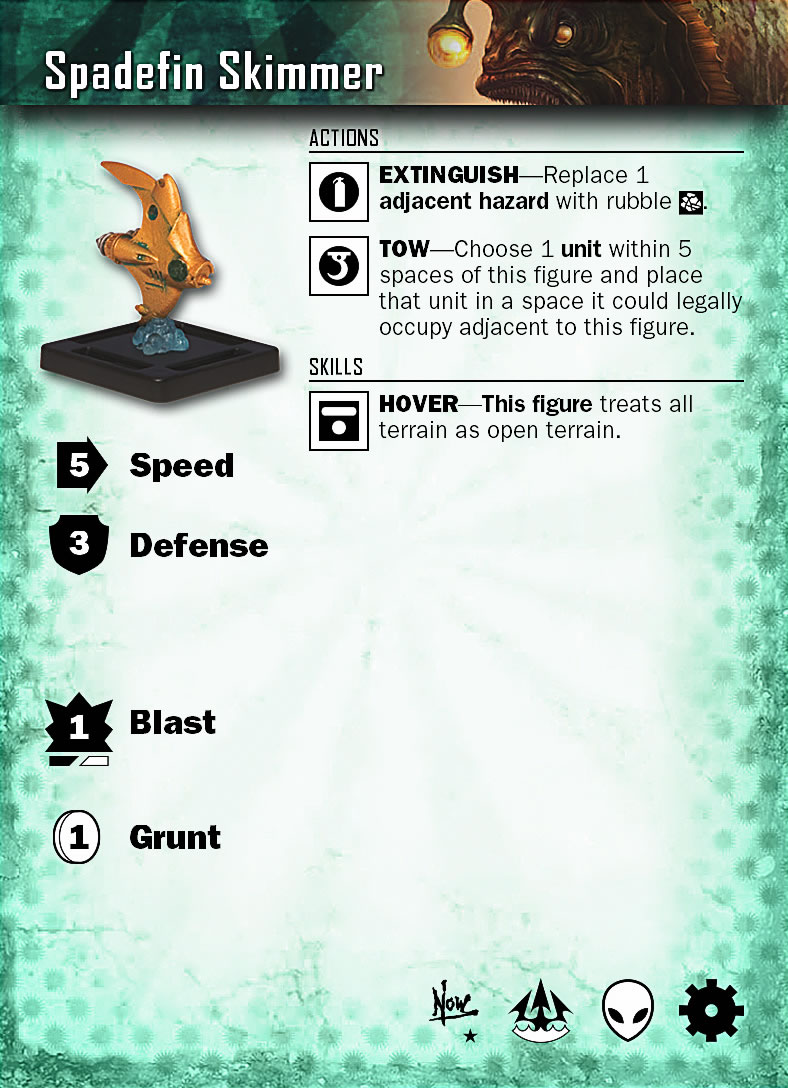 Spadefin Skimmer
ACTIONS
EXTINGUISH—Replace 1
adjacent hazard with rubble .
TOW—Choose 1 unit within 5
spaces of this figure and place
that unit in a space it could legally
occupy adjacent to this figure.
SKILLS
HOVER—This figure treats all
terrain as open terrain.
5 Speed
3 Defense
1 Blast
1 Grunt
Now